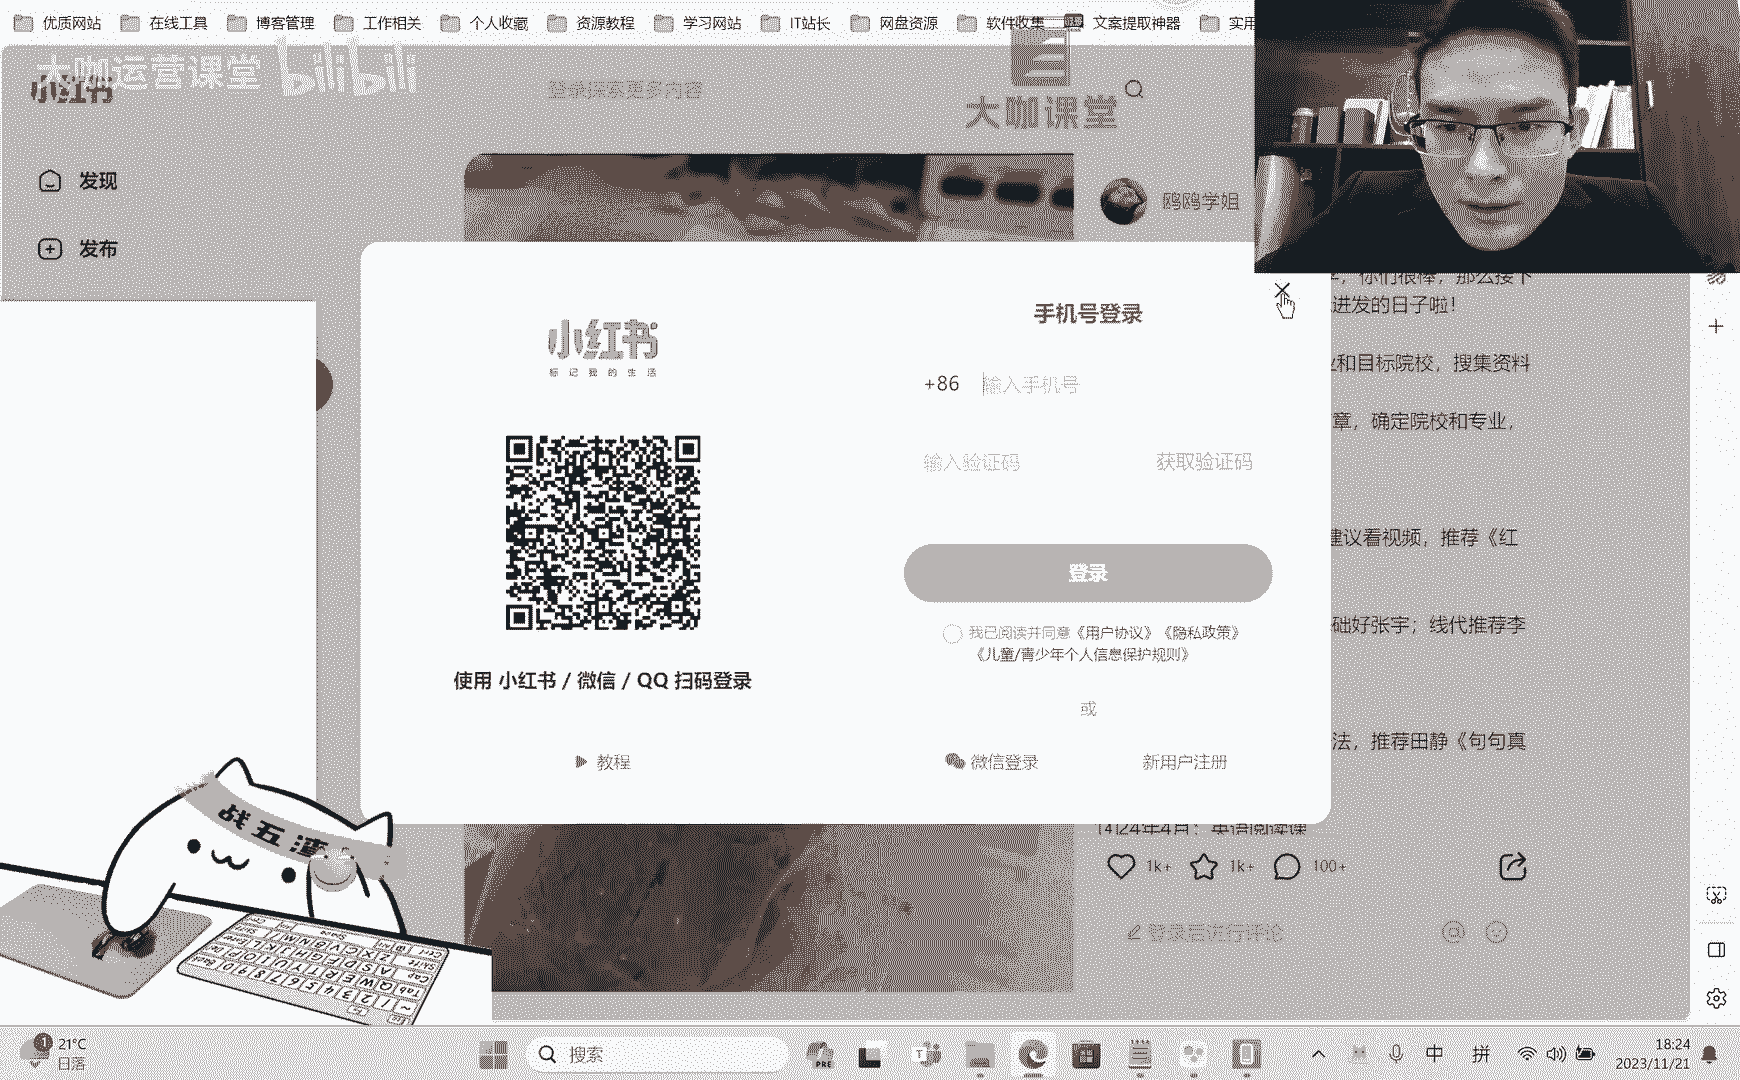 优质网站 在线工具 博客管理 工作相关 个人收藏 资源教程 学习网站 IT站长 网盘资源 软件收集 文案提取神器 实用
大咖运营课堂 bilibili
小红书
登录探索更多内容
大咖课堂
发现
鸥鸥学姐
发布
你们很棒，那么接下
进发的日子啦！
手机号登录
小红书
标记我的生活
和目标院校，搜集资料
+86 输入手机号
章，确定院校和专业，
输入验证码 获取验证码
建议看视频，推荐《红
登录
础好张宇；线代推荐李
我已阅读并同意《用户协议》《隐私政策》
《儿童/青少年个人信息保护规则》
使用 小红书 / 微信 / QQ 扫码登录
或
法，推荐田静《句句真
教程
微信登录 新用户注册
战五渣
[4]24年4月：英语阅读课
1k+ 1k+ 100+
登录后进行评论
1
21°C
日落
搜索
PRE
中 拼
18:24
2023/11/21